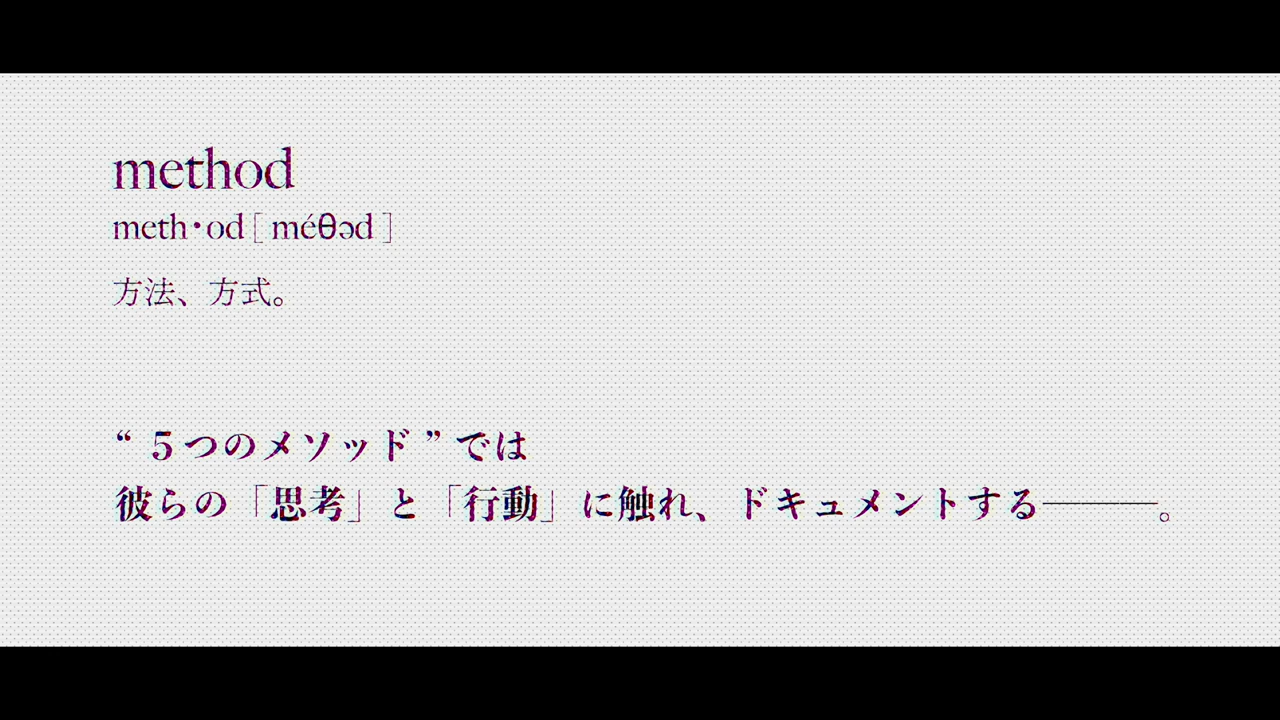 method
meth・od [ méθəd ]
方法、方式。
“ 5つのメソッド ” では
彼らの「思考」と「行動」に触れ、ドキュメントする―――。